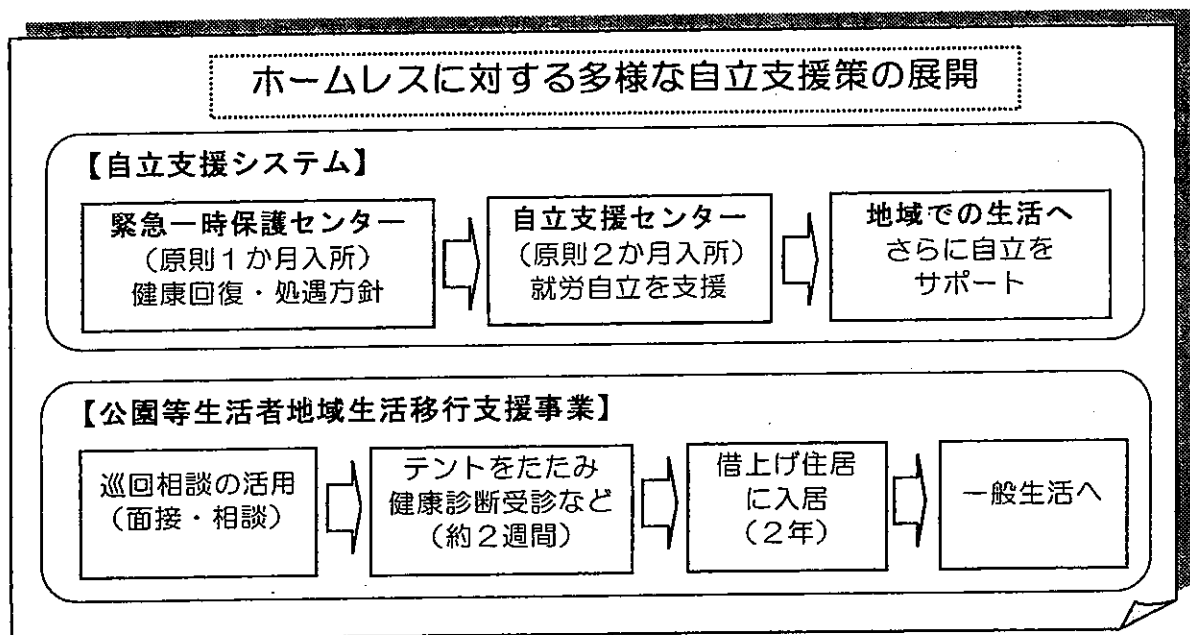 ホームレスに対する多様な自立支援策の展開
【自立支援システム】
緊急一時保護センター
（原則１か月入所）
健康回復・処遇方針
自立支援センター
（原則２か月入所）
就労自立を支援
地域での生活へ
さらに自立を
サポート
【公園等生活者地域生活移行支援事業】
巡回相談の活用
（面接・相談）
テントをたたみ
健康診断受診など
（約２週間）
借上げ住居
に入居
（２年）
一般生活へ